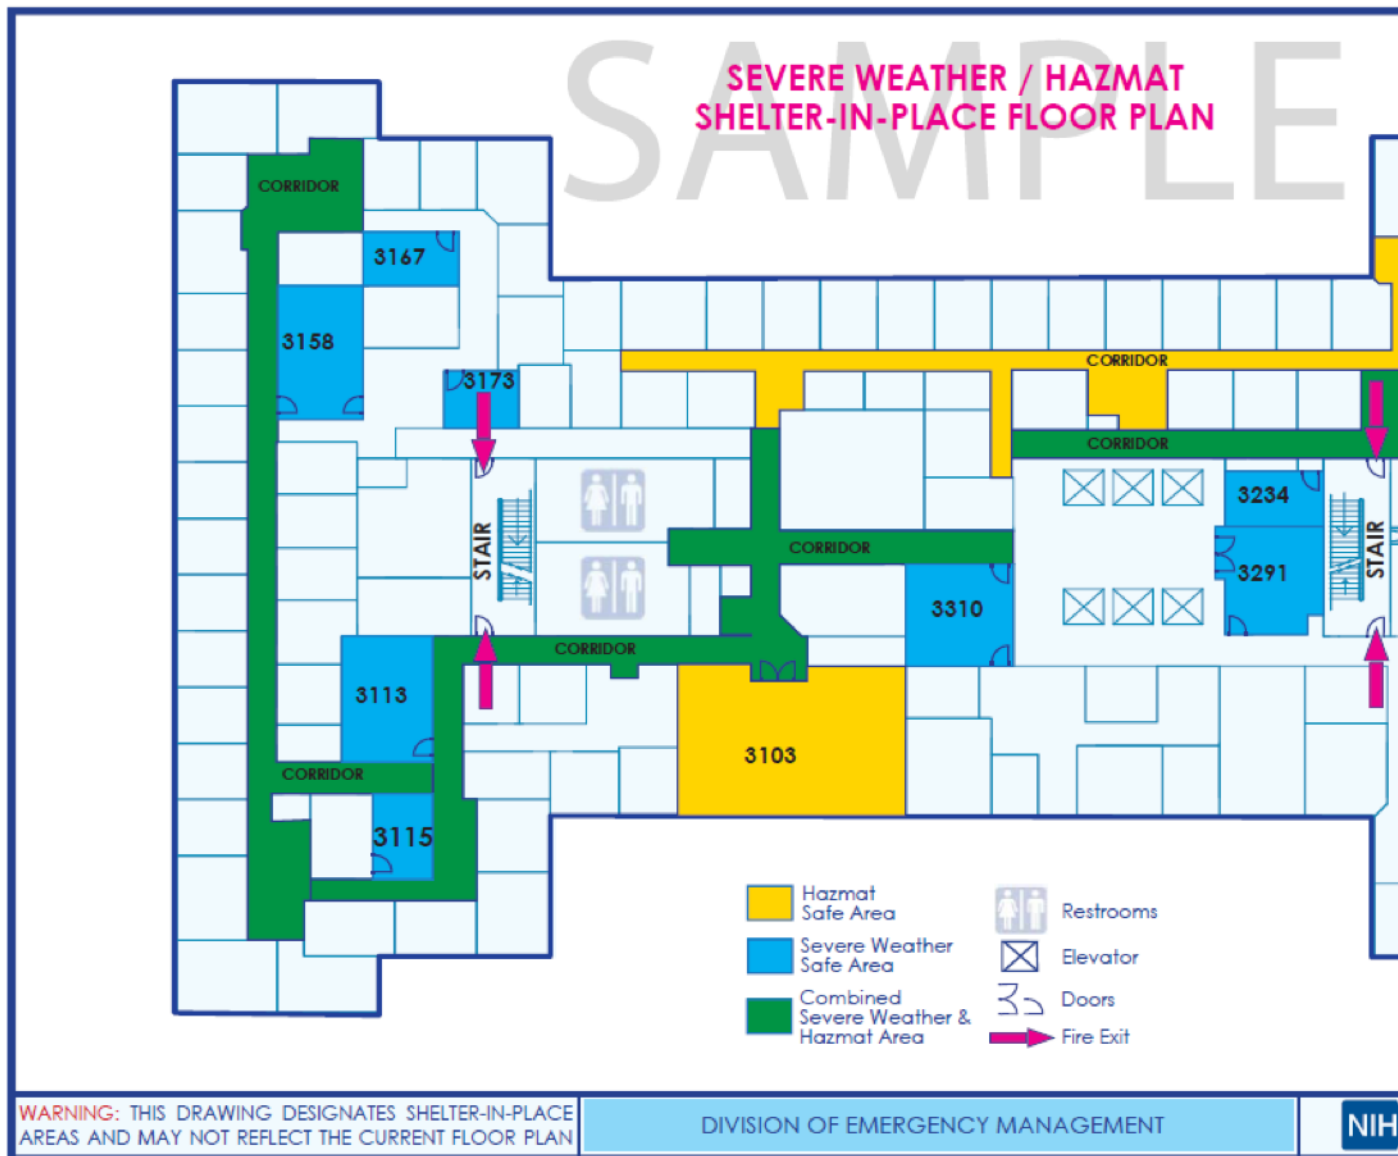 SAMPLE
SEVERE WEATHER / HAZMAT
SHELTER-IN-PLACE FLOOR PLAN
CORRIDOR
3167
3158
3173
CORRIDOR
CORRIDOR
STAIR
3234
STAIR
CORRIDOR
3291
3310
CORRIDOR
3113
3103
CORRIDOR
3115
Hazmat
Safe Area
Restrooms
Severe Weather
Safe Area
Elevator
Combined
Severe Weather &
Hazmat Area
Doors
Fire Exit
WARNING: THIS DRAWING DESIGNATES SHELTER-IN-PLACE
AREAS AND MAY NOT REFLECT THE CURRENT FLOOR PLAN
DIVISION OF EMERGENCY MANAGEMENT
NIH